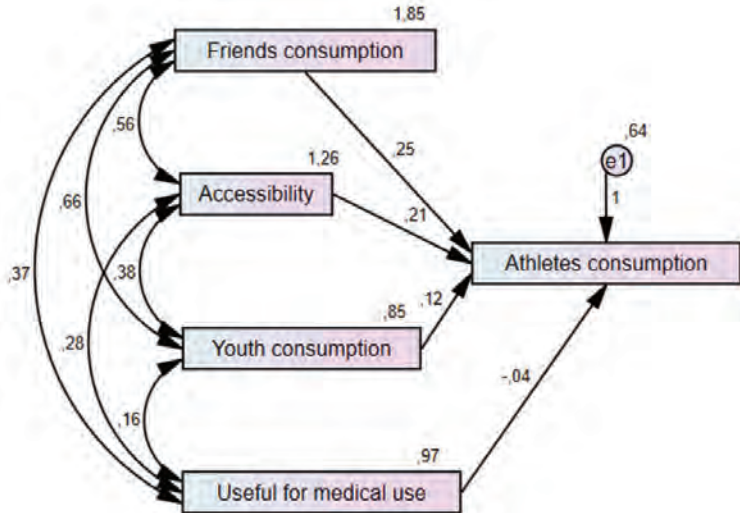 1,85
Friends consumption
,56
,25
,64
e1
1,26
Accessibility
1
,66
,21
Athletes consumption
,37
,38
,12
,85
,28
Youth consumption
-,04
,16
,97
Useful for medical use